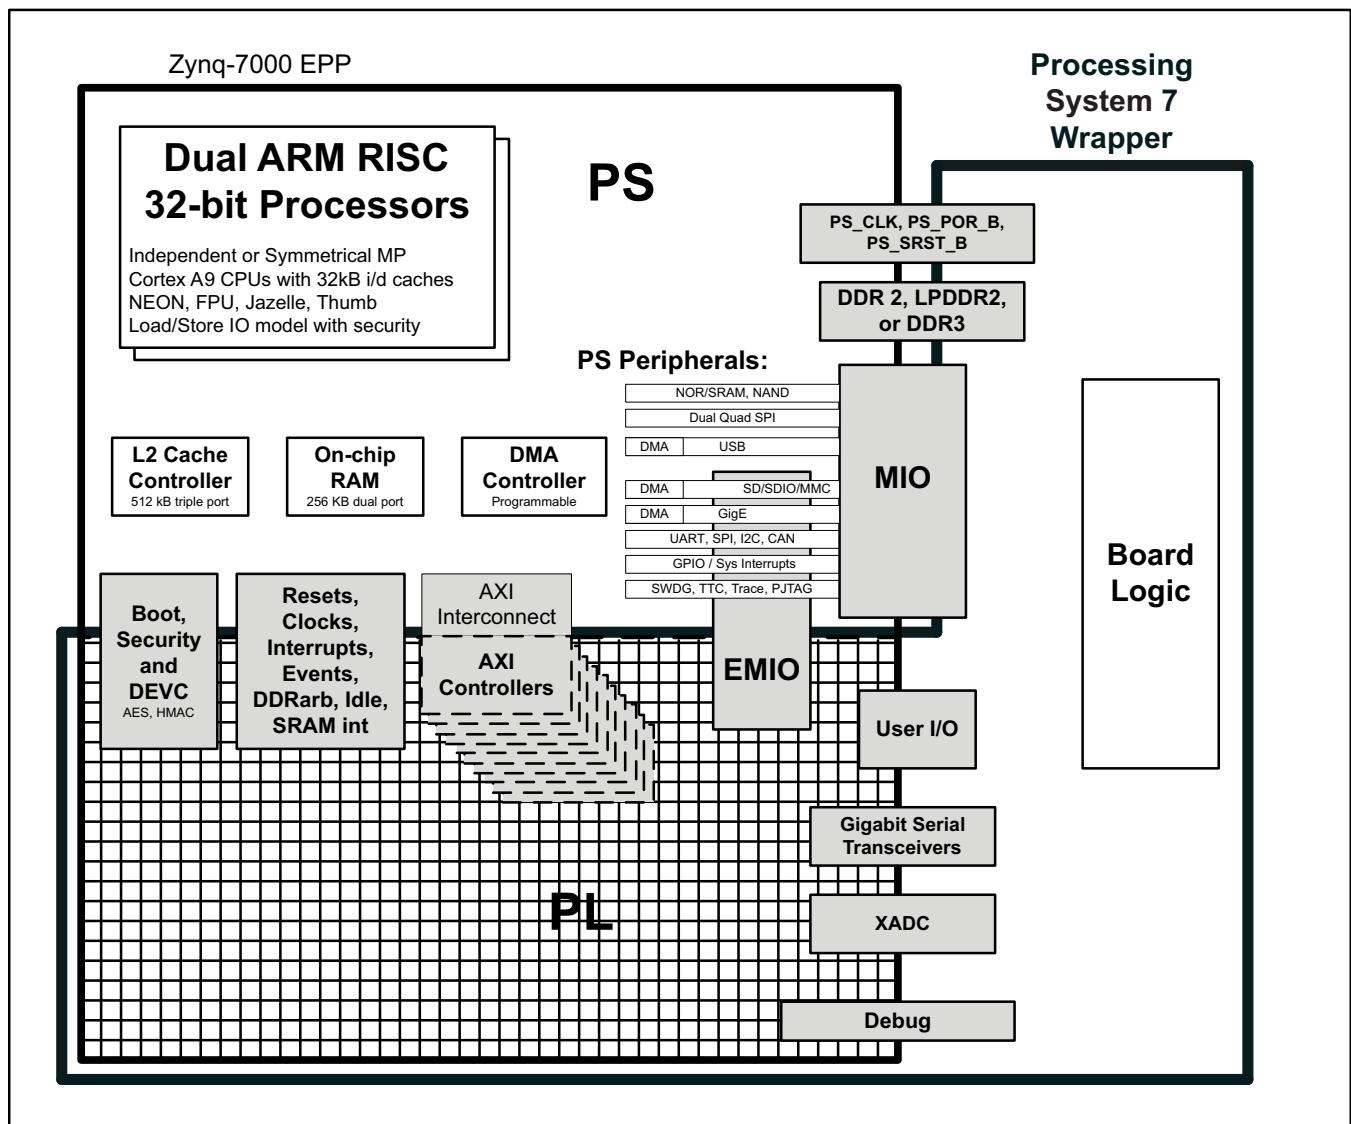 Zynq-7000 EPP
Processing
System 7
Wrapper
Dual ARM RISC
32-bit Processors
Independent or Symmetrical MP
Cortex A9 CPUs with 32kB i/d caches
NEON, FPU, Jazelle, Thumb
Load/Store IO model with security
PS
PS_CLK, PS_POR_B,
PS_SRST_B
DDR 2, LPDDR2,
or DDR3
PS Peripherals:
NOR/SRAM, NAND
Dual Quad SPI
DMA USB
DMA SD/SDIO/MMC
DMA GigE
UART, SPI, I2C, CAN
GPIO / Sys Interrupts
SWDG, TTC, Trace, PJTAG
MIO
L2 Cache
Controller
512 kB triple port
On-chip
RAM
256 KB dual port
DMA
Controller
Programmable
Board
Logic
Boot,
Security
and
DEVC
AES, HMAC
Resets,
Clocks,
Interrupts,
Events,
DDRarb, Idle,
SRAM int
AXI
Interconnect
AXI
Controllers
EMIO
User I/O
Gigabit Serial
Transceivers
PL
XADC
Debug